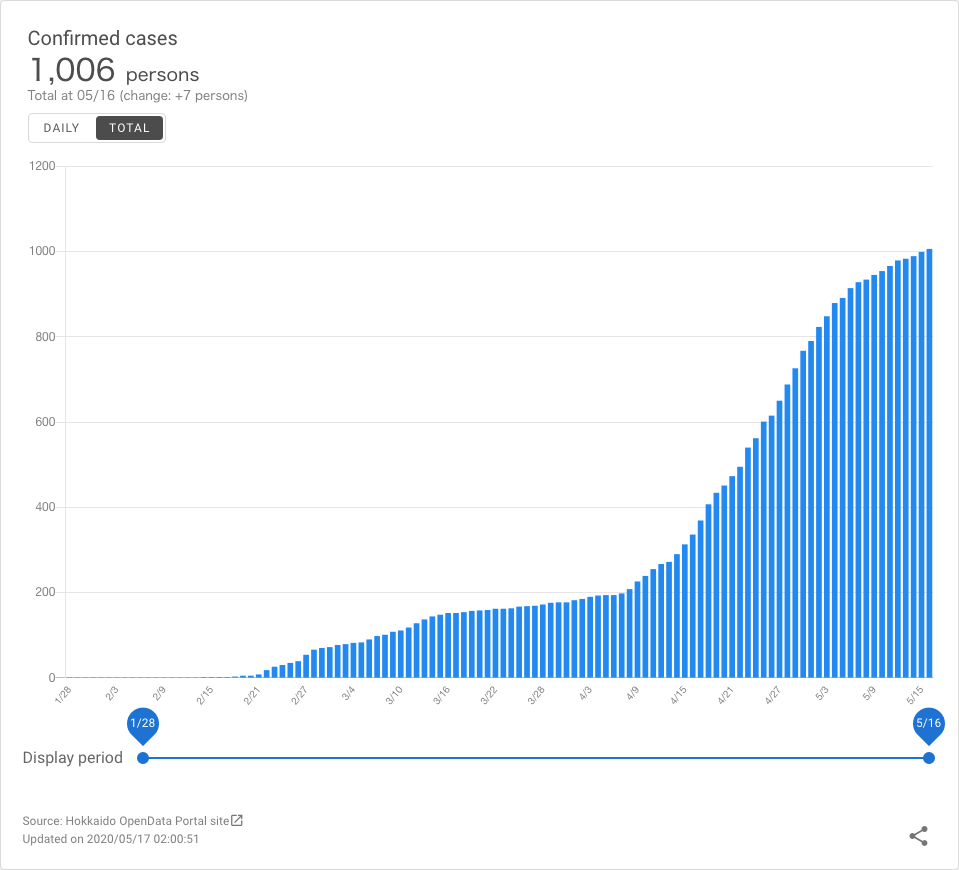 Confirmed cases
1,006 persons
Total at 05/16 (change: +7 persons)
DAILY TOTAL
1200
1000
800
600
400
200
0
1/28 2/3 2/9 2/15 2/21 2/27 3/4 3/10 3/16 3/22 3/28 4/3 4/9 4/15 4/21 4/27 5/3 5/9 5/15
1/28 5/16
Display period
Source: Hokkaido OpenData Portal site
Updated on 2020/05/17 02:00:51